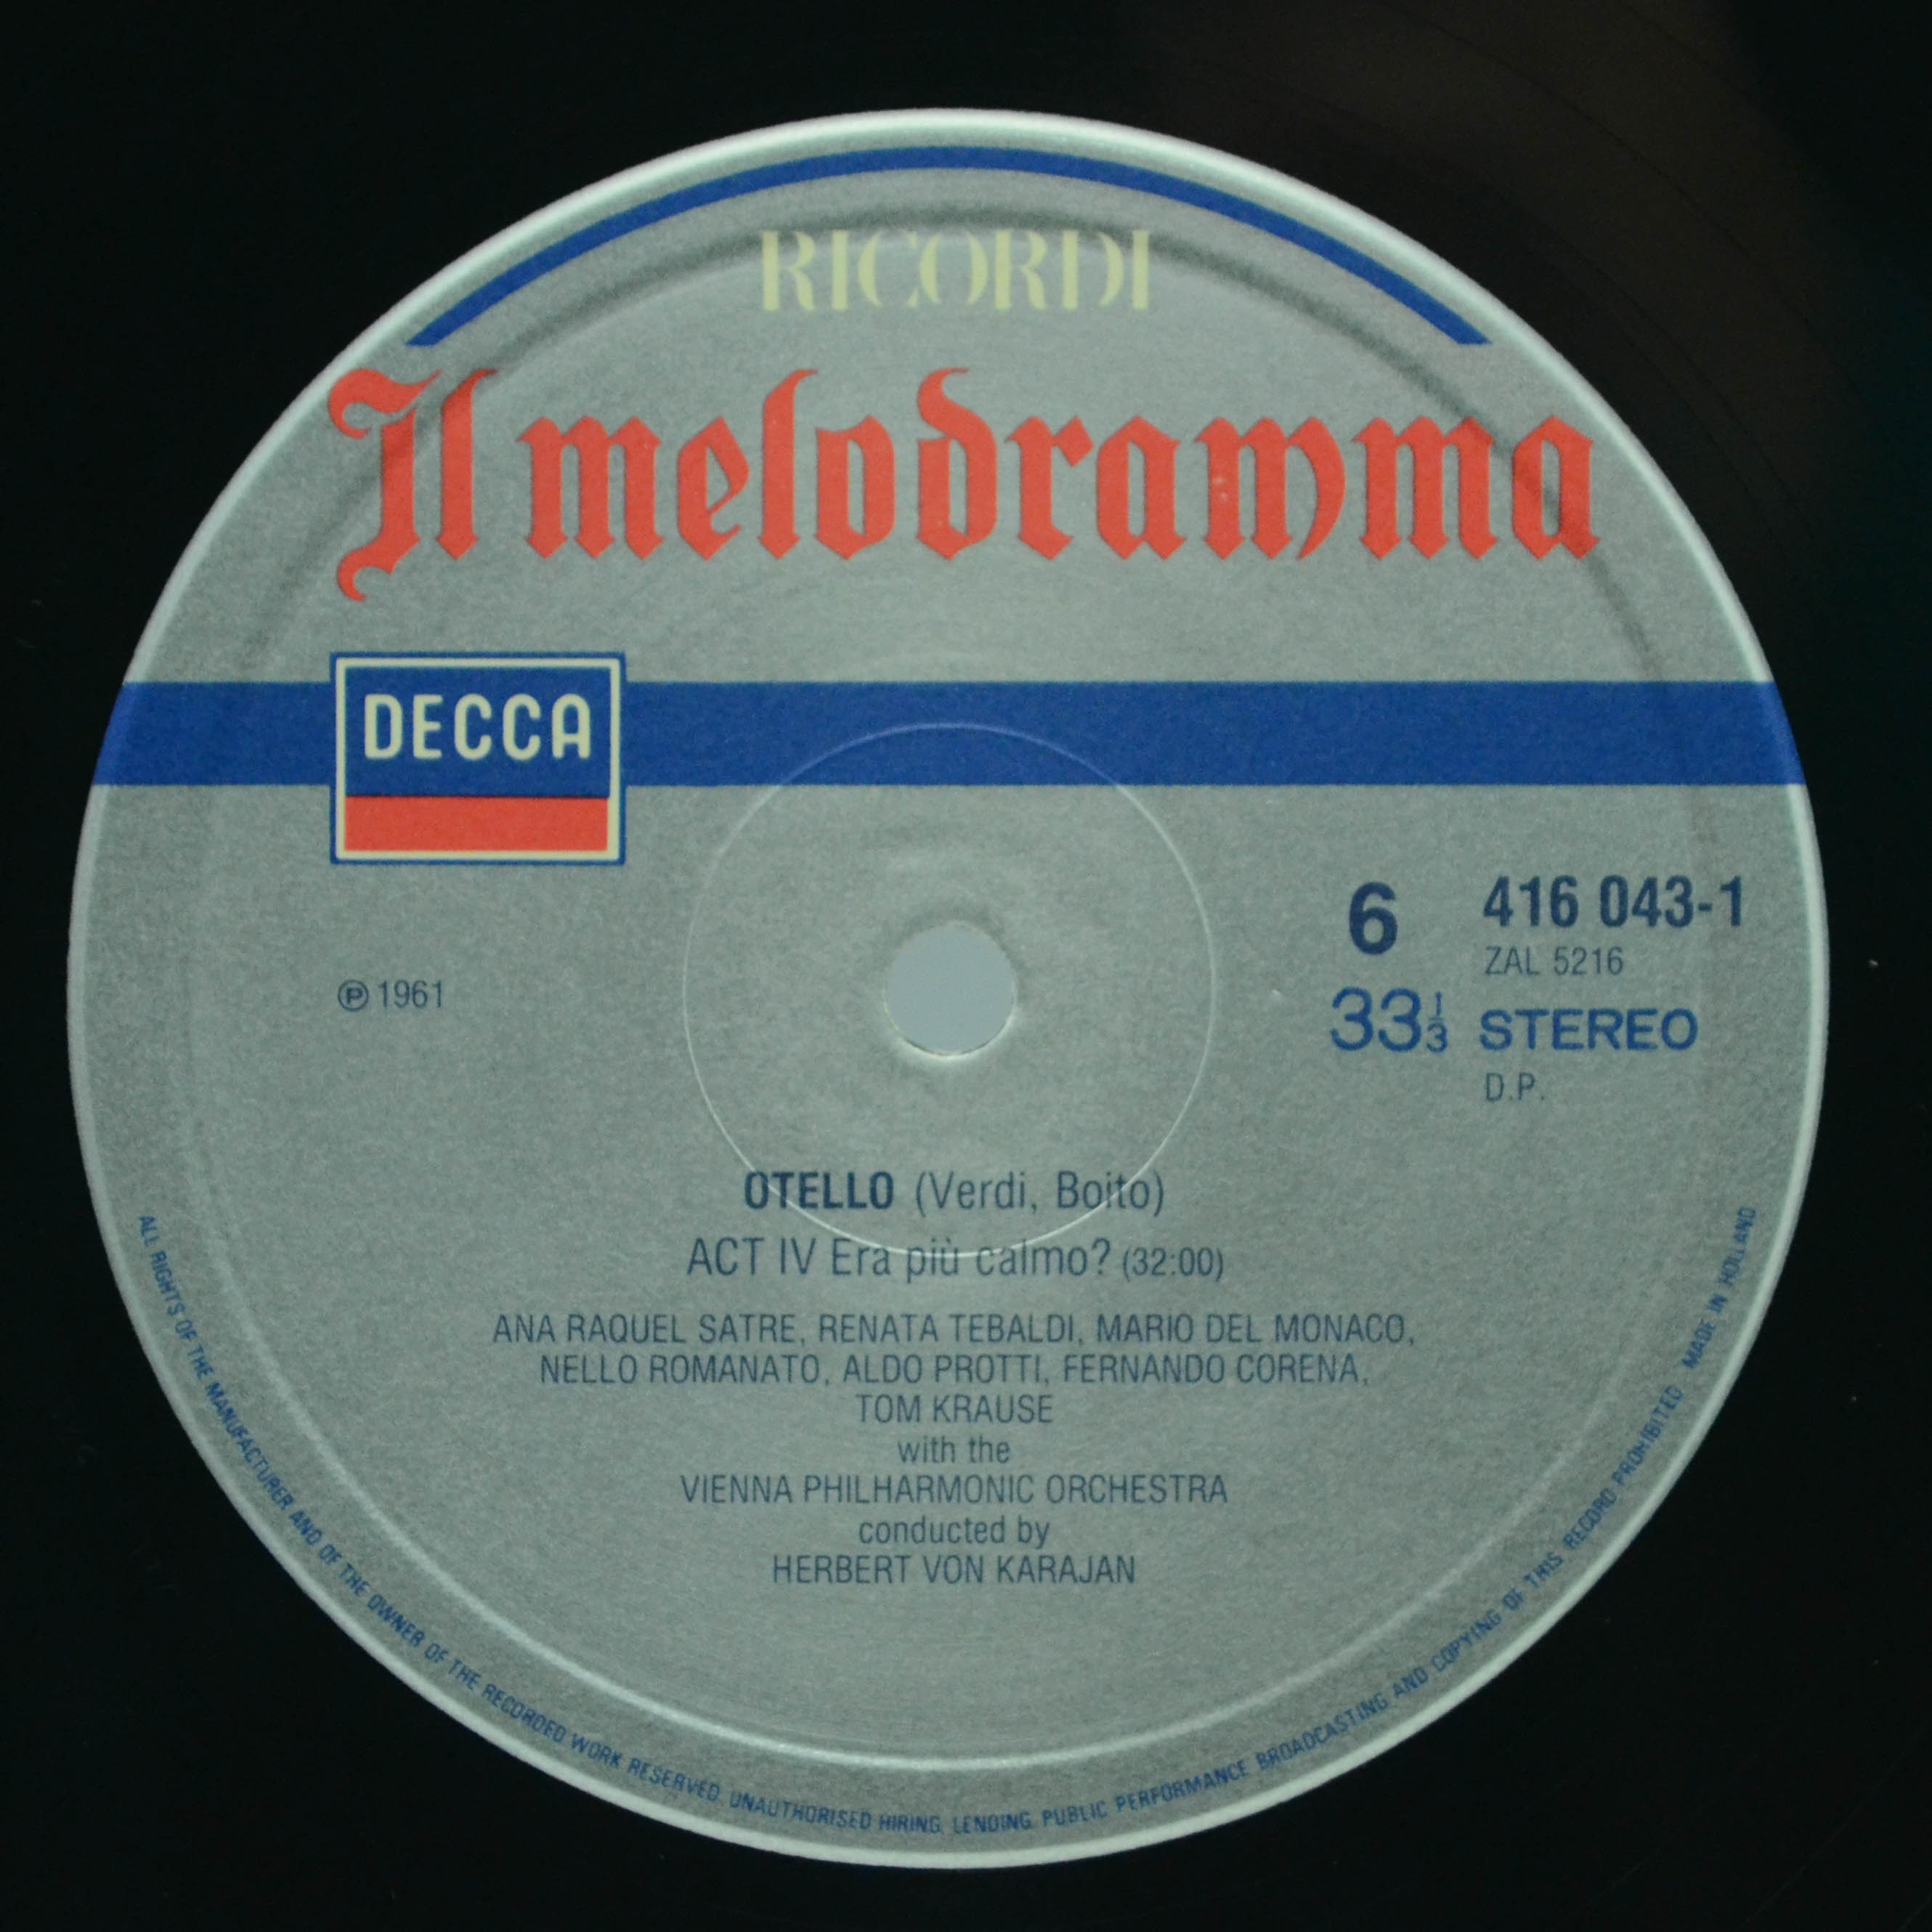 RICORDI
Il melodramma
DECCA
6 416 043-1
ZAL 5216
℗ 1961
33⅓ STEREO
D.P.
OTELLO (Verdi, Boito)
ACT IV Era più calmo? (32:00)
ANA RAQUEL SATRE, RENATA TEBALDI, MARIO DEL MONACO,
NELLO ROMANATO, ALDO PROTTI, FERNANDO CORENA,
TOM KRAUSE
with the
VIENNA PHILHARMONIC ORCHESTRA
conducted by
HERBERT VON KARAJAN
ALL RIGHTS OF THE MANUFACTURER AND OF THE OWNER OF THE RECORDED WORK RESERVED. UNAUTHORISED HIRING, LENDING, PUBLIC PERFORMANCE BROADCASTING AND COPYING OF THIS RECORD PROHIBITED MADE IN HOLLAND